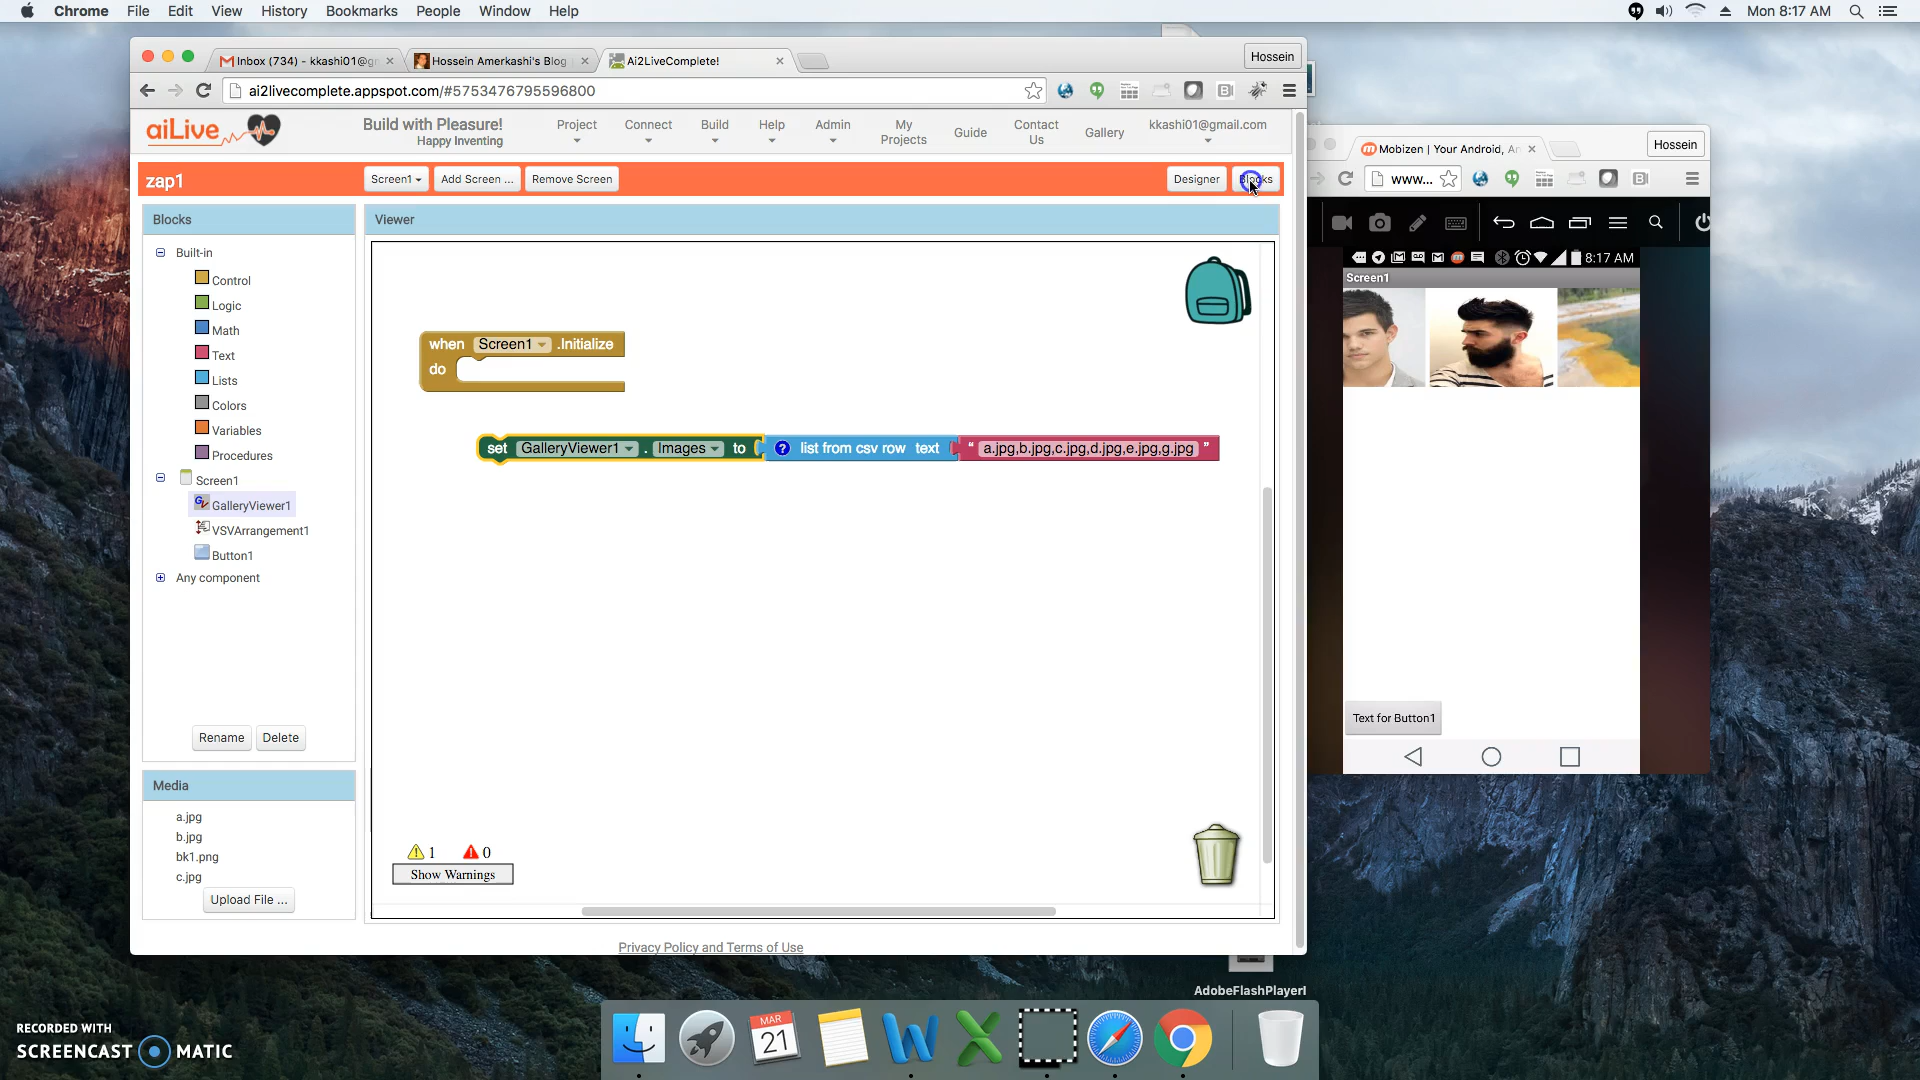 Chrome File Edit View History Bookmarks People Window Help
Mon 8:17 AM
Inbox (734) - kkashi01@gm
Hossein Amerkashi's Blog
Ai2LiveComplete!
Hossein
ai2livecomplete.appspot.com/#5753476795596800
aiLive
Build with Pleasure!
Happy Inventing
Project
Connect
Build
Help
Admin
My Projects
Guide
Contact Us
Gallery
kkashi01@gmail.com
zap1
Screen1
Add Screen ...
Remove Screen
Designer
Blocks
Blocks
Built-in
Control
Logic
Math
Text
Lists
Colors
Variables
Procedures
Screen1
GalleryViewer1
VSVArrangement1
Button1
Any component
Rename
Delete
Media
a.jpg
b.jpg
bk1.png
c.jpg
Upload File ...
Viewer
when Screen1 .Initialize
do
set GalleryViewer1 . Images to ? list from csv row text “ a.jpg,b.jpg,c.jpg,d.jpg,e.jpg,g.jpg ”
1 0
Show Warnings
Privacy Policy and Terms of Use
Mobizen | Your Android, An
Hossein
www...
8:17 AM
Screen1
Text for Button1
AdobeFlashPlayerI
MAR
21
RECORDED WITH
SCREENCAST MATIC